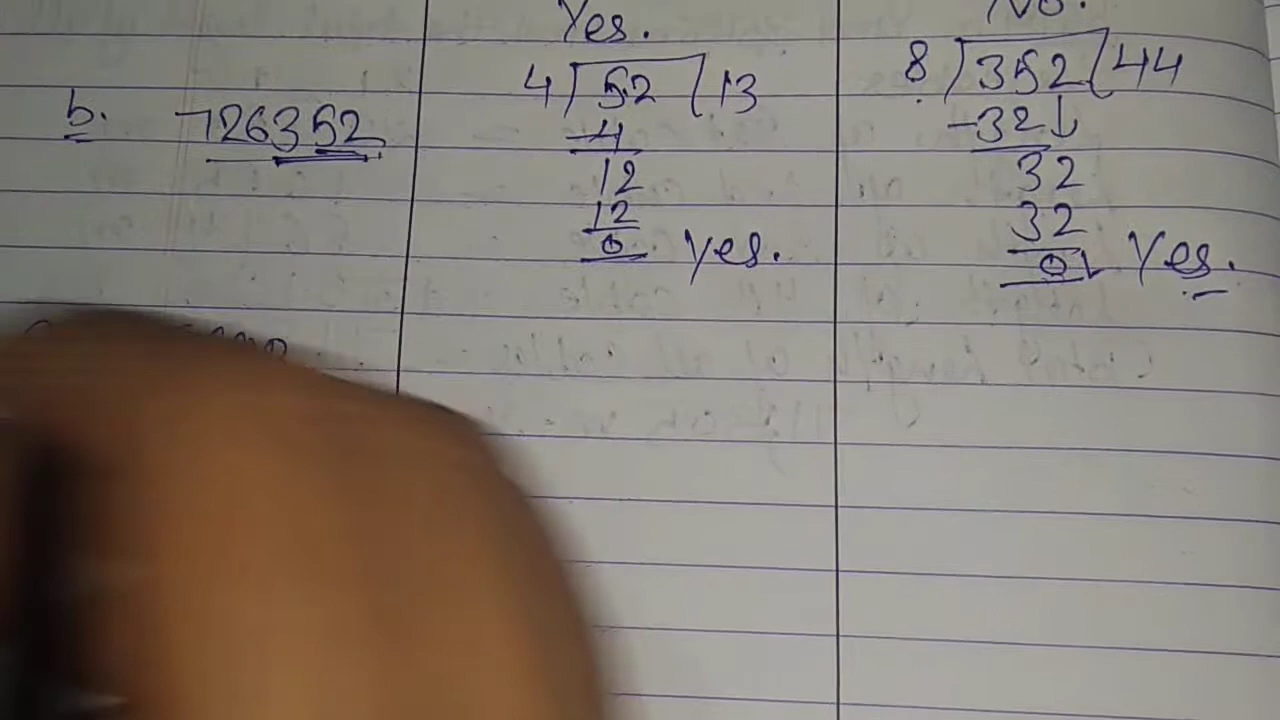 Yes.
No.
b. 726352
4)52(13
-4
12
12
0 Yes.
8)352(44
-32↓
32
32
0 Yes.